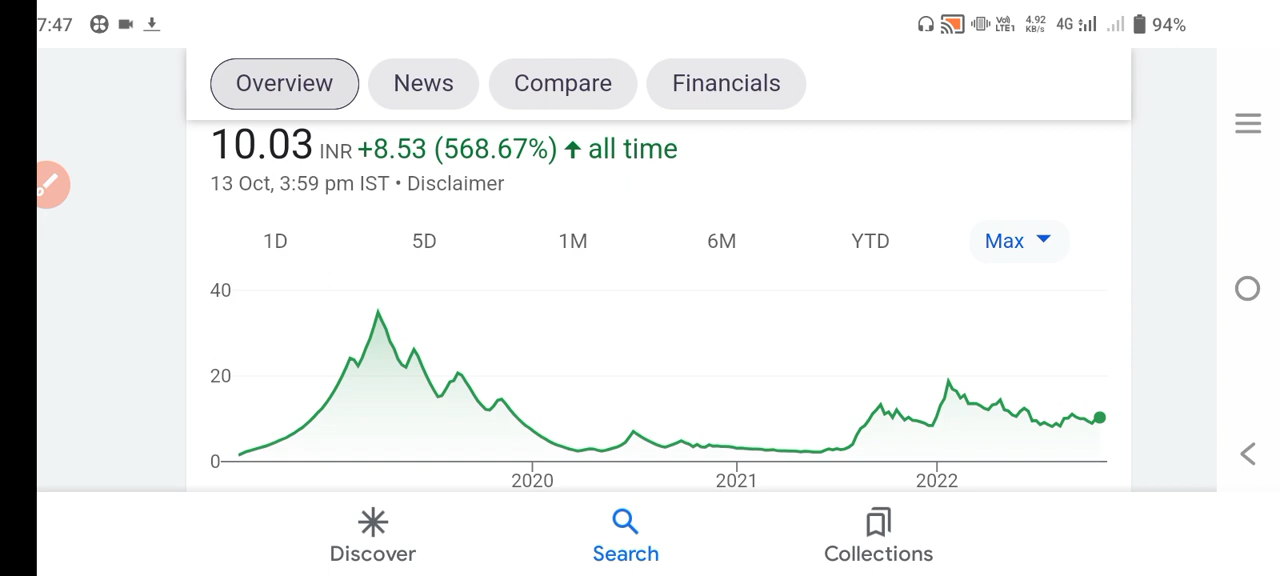 7:47 Vo) LTE1 4.92 KB/s 4G 94%
Overview News Compare Financials
10.03 INR +8.53 (568.67%) ↑ all time
13 Oct, 3:59 pm IST • Disclaimer
1D 5D 1M 6M YTD Max
40
20
0
2020 2021 2022
Discover Search Collections